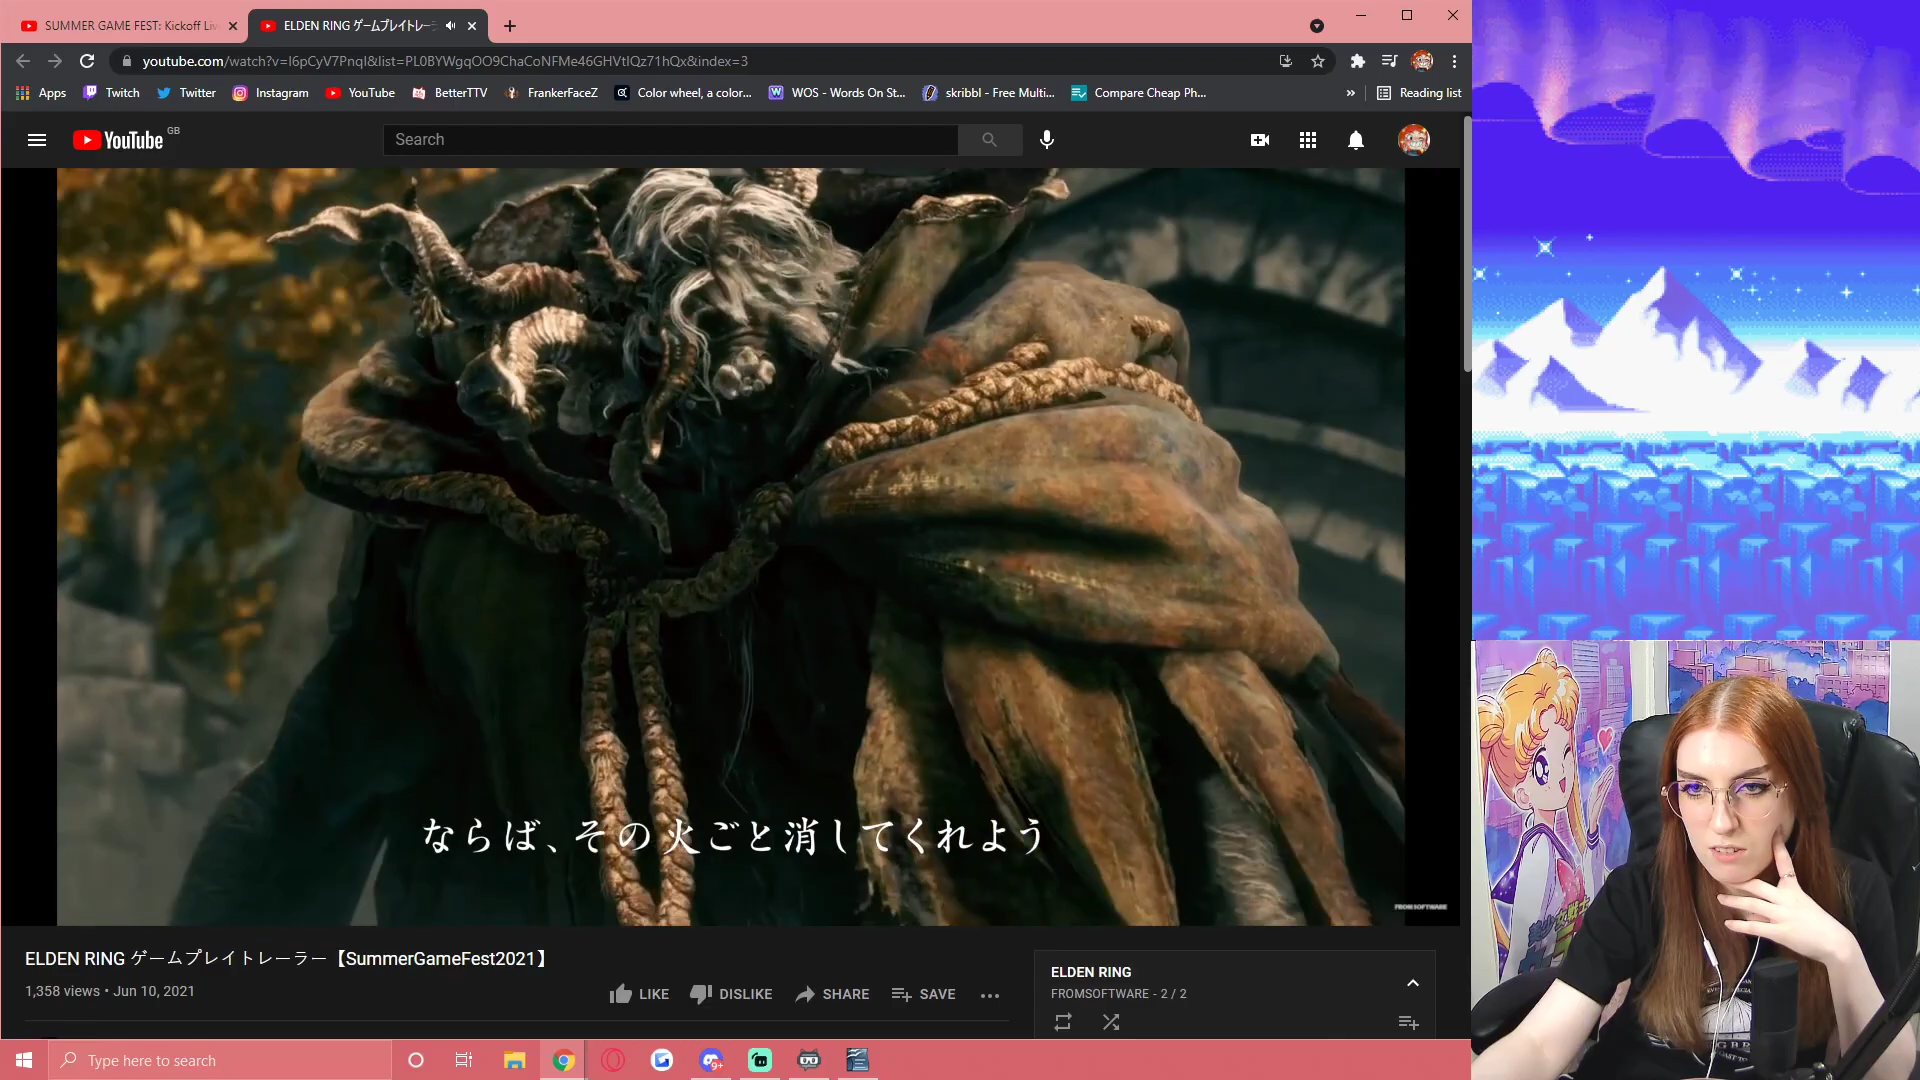 SUMMER GAME FEST: Kickoff Liv
ELDEN RING ゲームプレイトレーラ
youtube.com/watch?v=I6pCyV7PnqI&list=PL0BYWgqOO9ChaCoNFMe46GHVtIQz71hQx&index=3
Apps Twitch Twitter Instagram YouTube BetterTTV FrankerFaceZ Color wheel, a color... WOS - Words On St... skribbl - Free Multi... Compare Cheap Ph... » Reading list
YouTube GB
Search
ならば、その火ごと消してくれよう
FROMSOFTWARE
ELDEN RING ゲームプレイトレーラー【SummerGameFest2021】
1,358 views • Jun 10, 2021
LIKE DISLIKE SHARE SAVE
ELDEN RING
FROMSOFTWARE - 2 / 2
Type here to search
9+